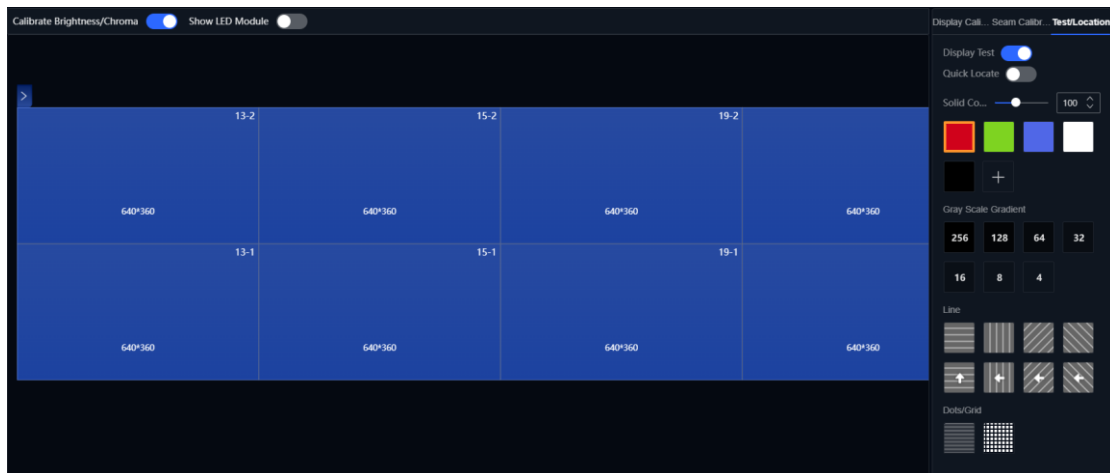 Calibrate Brightness/Chroma Show LED Module
Display Cali... Seam Calibr... Test/Location
Display Test
Quick Locate
Solid Co... 100
13-2 15-2 19-2
640*360 640*360 640*360 640*360
13-1 15-1 19-1
640*360 640*360 640*360 640*360
Gray Scale Gradient
256 128 64 32
16 8 4
Line
Dots/Grid